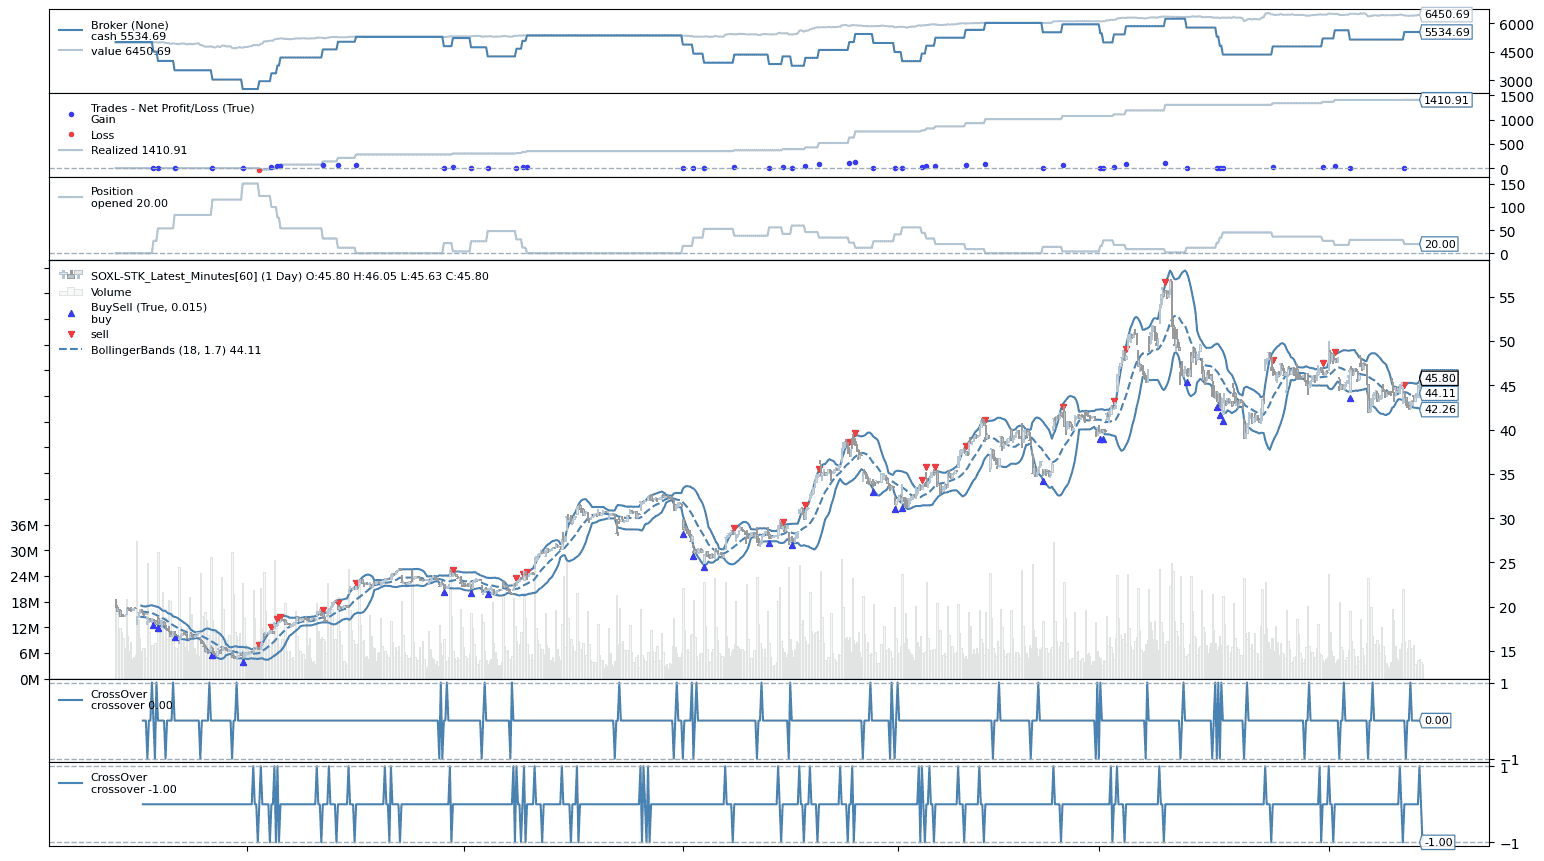 Broker (None)
cash 5534.69
value 6450.69
6450.69
6000
5534.69
4500
3000
Trades - Net Profit/Loss (True)
Gain
Loss
Realized 1410.91
1500
1410.91
1000
500
0
Position
opened 20.00
150
100
50
20.00
0
SOXL-STK_Latest_Minutes[60] (1 Day) O:45.80 H:46.05 L:45.63 C:45.80
Volume
BuySell (True, 0.015)
buy
sell
BollingerBands (18, 1.7) 44.11
55
50
45
45.80
44.11
42.26
40
35
30
25
20
15
36M
30M
24M
18M
12M
6M
0M
CrossOver
crossover 0.00
1
0.00
−1
CrossOver
crossover -1.00
1
-1.00
−1